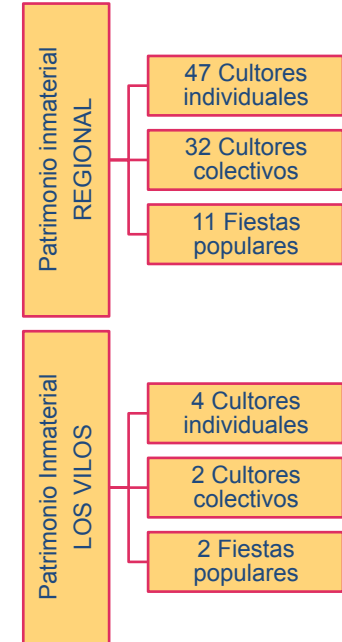 Patrimonio inmaterial
REGIONAL
47 Cultores
individuales
32 Cultores
colectivos
11 Fiestas
populares
Patrimonio Inmaterial
LOS VILOS
4 Cultores
individuales
2 Cultores
colectivos
2 Fiestas
populares